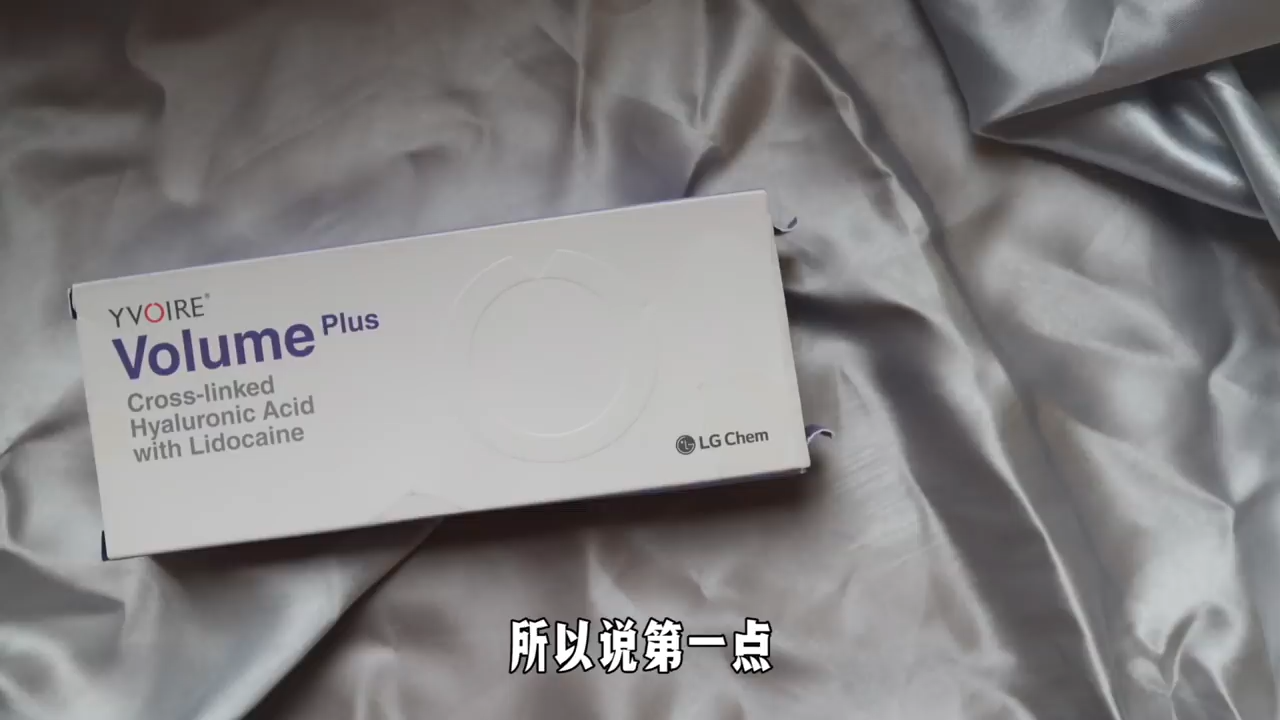 YVOIRE®
Volume Plus
Cross-linked
Hyaluronic Acid
with Lidocaine
LG Chem
所以说第一点